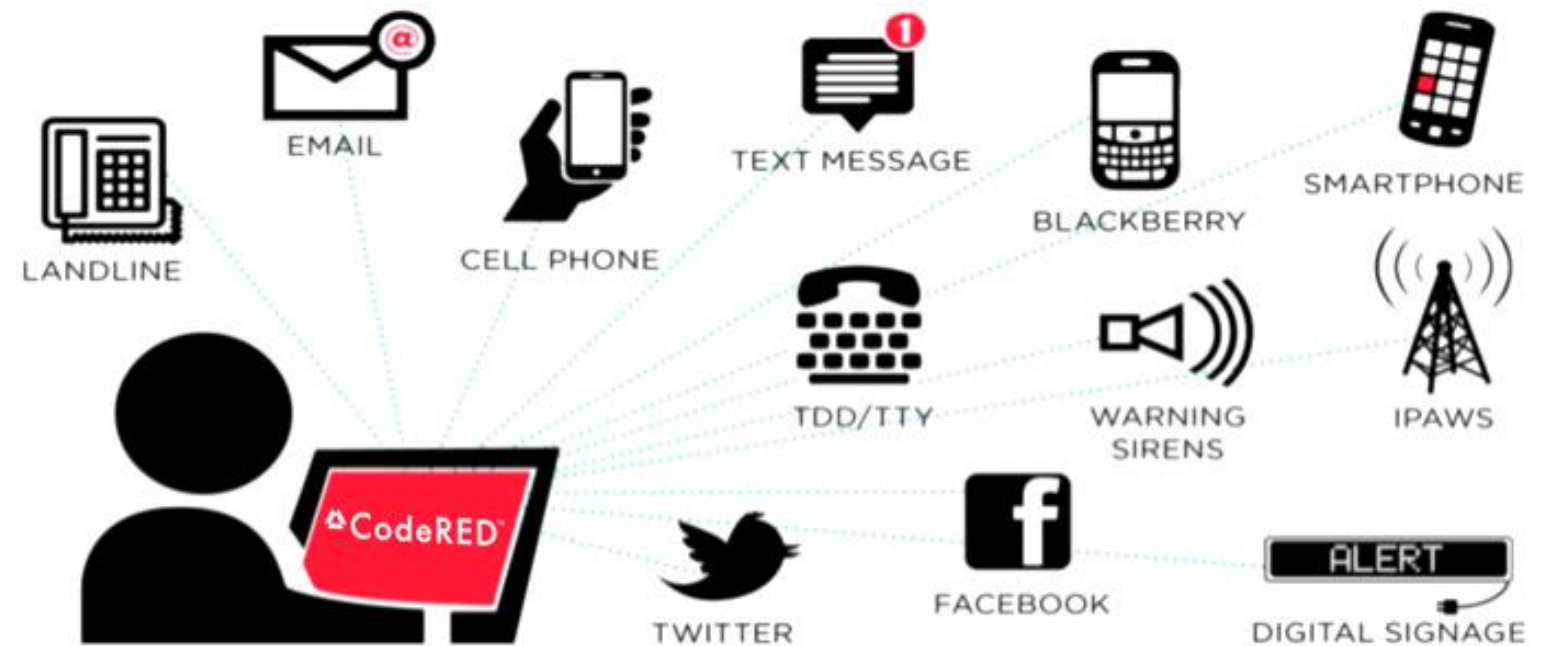 @
1
EMAIL
TEXT MESSAGE
SMARTPHONE
BLACKBERRY
LANDLINE
CELL PHONE
TDD/TTY
WARNING
SIRENS
IPAWS
CodeRED™
f
ALERT
TWITTER
FACEBOOK
DIGITAL SIGNAGE